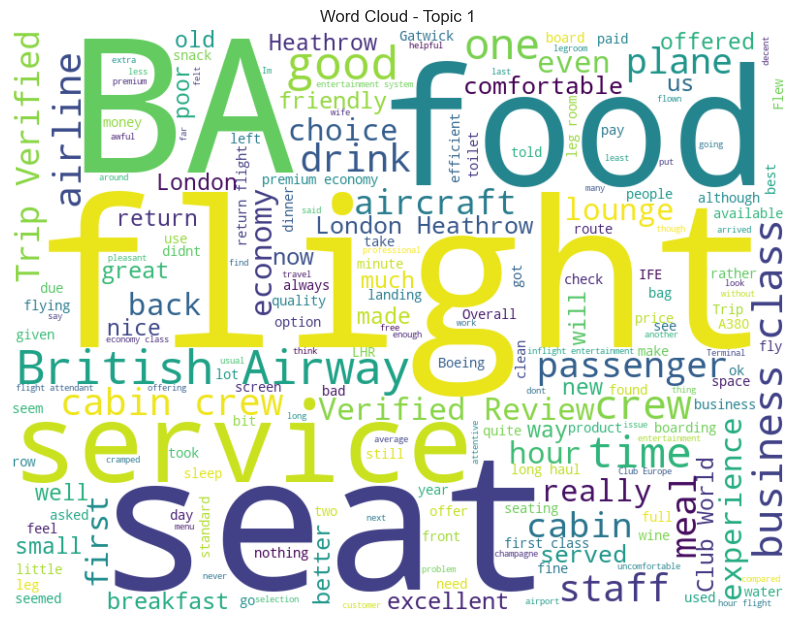 Word Cloud - Topic 1
BA
food
flight
seat
service
British Airway
one
good
plane
offered
even
comfortable
us
Heathrow
Gatwick
helpful
board
paid
old
snack
poor
airline
Trip Verified
extra
less
premium
felt
Im
entertainment system
legroom
last
decent
friendly
choice
drink
money
awful
far
around
wife
left
efficient
toilet
told
leg room
pay
flown
least
going
put
Flew
best
London
premium economy
return flight
dinner
said
aircraft
many
people
although
available
return
economy
London Heathrow
lounge
route
arrived
though
use
didnt
now
take
minute
much
got
rather
class
great
pleasant
find
always
travel
professional
landing
check
IFE
bag
look
without
due
flying
say
back
quality
option
made
Overall
free
enough
work
will
price
see
Trip
A380
another
given
nice
economy class
think
LHR
Boeing
clean
inflight entertainment
make
Terminal
fly
flight attendant
usual
offering
lot
screen
bad
passenger
dont
new
found
thing
ok
space
seem
cabin crew
bit
long
Verified Review
crew
business
took
average
still
attentive
quite
way
product
issue
boarding
entertainment
row
cramped
sleep
hour
time
long haul
Club Europe
well
first
asked
day
menu
standard
two
year
offer
front
next
seating
really
cabin
first class
full
wine
meal
Club World
experience
business
small
feel
nothing
better
never
need
problem
champagne
served
fine
uncomfortable
compared
little
leg
seemed
breakfast
go
selection
customer
excellent
airport
staff
used
water
hour flight